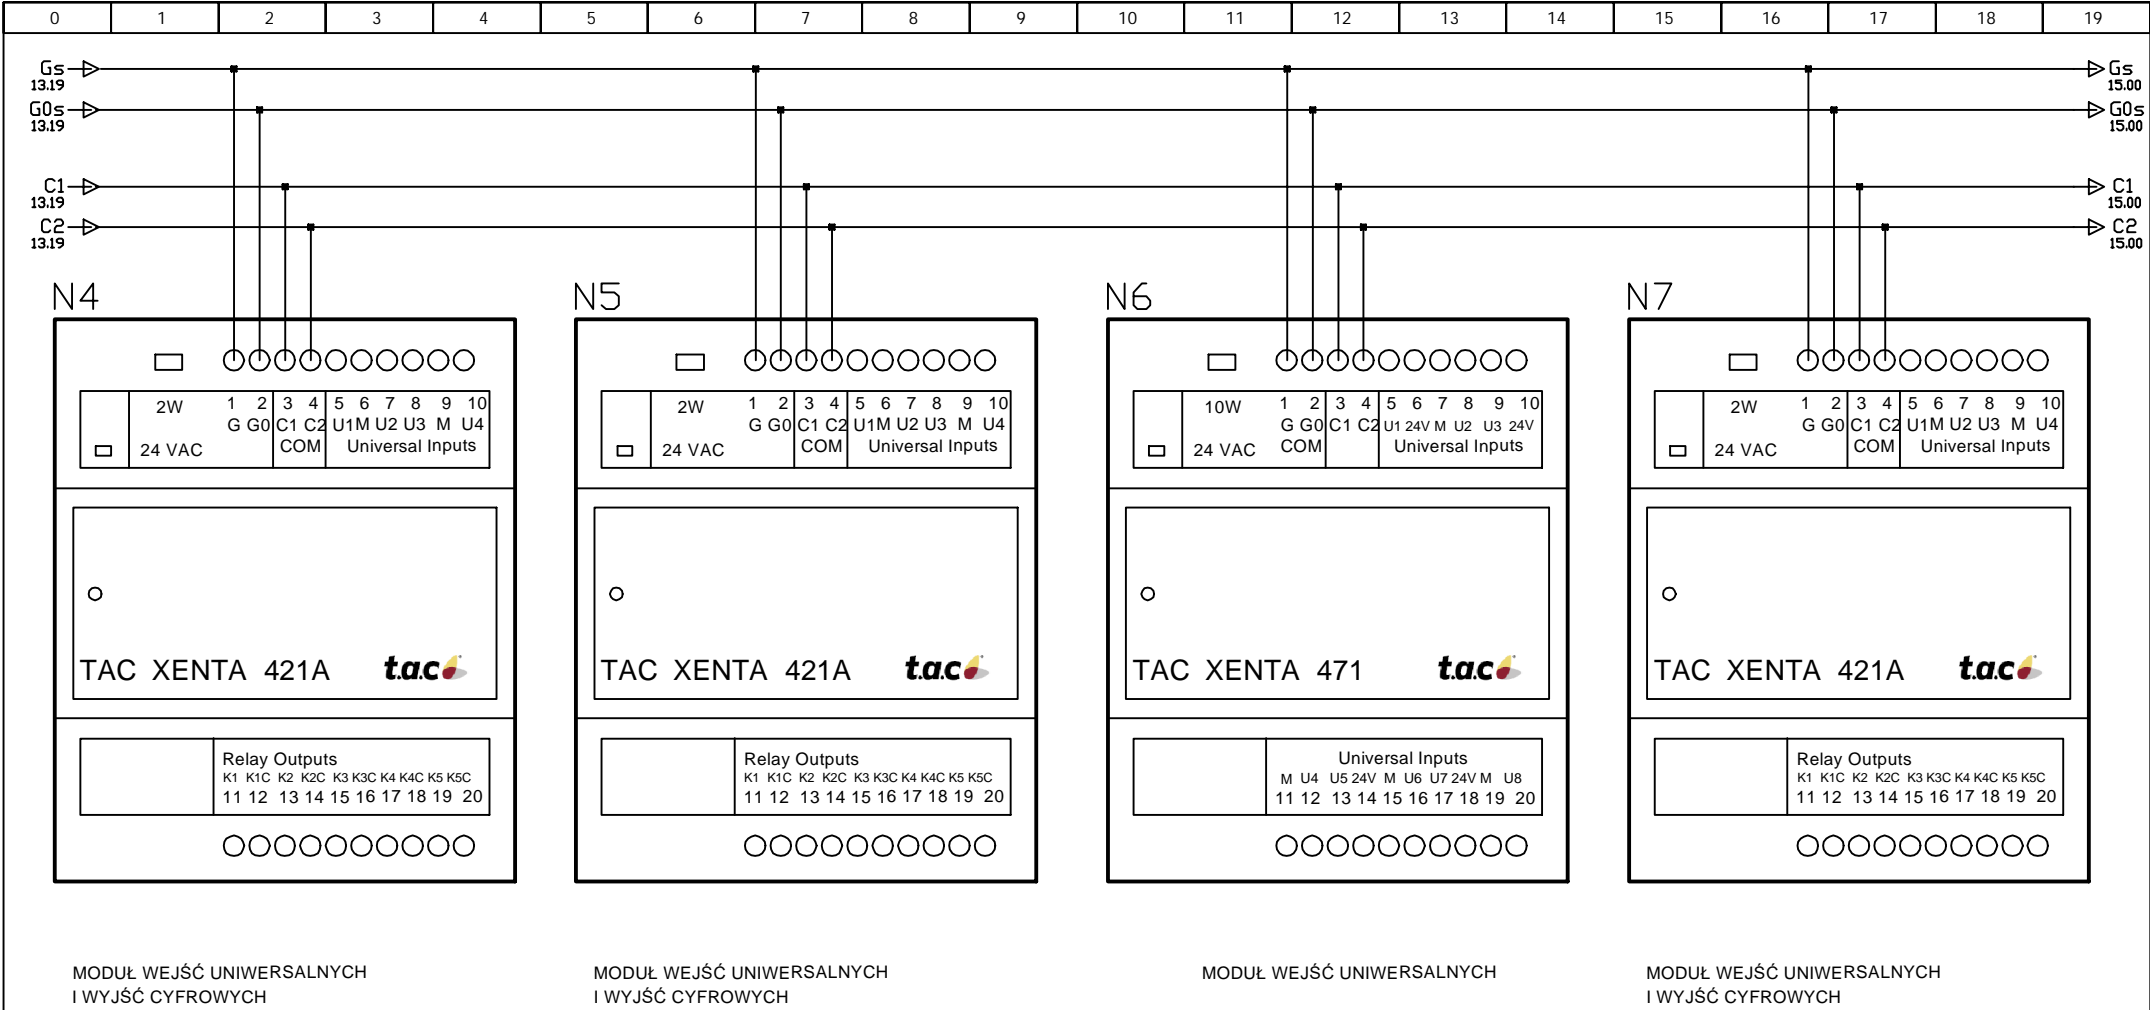 0 1 2 3 4 5 6 7 8 9 10 11 12 13 14 15 16 17 18 19
Gs Gs
13.19 15.00
G0s G0s
13.19 15.00
C1 C1
13.19 15.00
C2 C2
13.19 15.00
N4
2W 1 2 3 4 5 6 7 8 9 10
G G0 C1 C2 U1 M U2 U3 M U4
24 VAC COM Universal Inputs
TAC XENTA 421A t.a.c
Relay Outputs
K1 K1C K2 K2C K3 K3C K4 K4C K5 K5C
11 12 13 14 15 16 17 18 19 20
MODUŁ WEJŚĆ UNIWERSALNYCH
I WYJŚĆ CYFROWYCH
N5
2W 1 2 3 4 5 6 7 8 9 10
G G0 C1 C2 U1 M U2 U3 M U4
24 VAC COM Universal Inputs
TAC XENTA 421A t.a.c
Relay Outputs
K1 K1C K2 K2C K3 K3C K4 K4C K5 K5C
11 12 13 14 15 16 17 18 19 20
MODUŁ WEJŚĆ UNIWERSALNYCH
I WYJŚĆ CYFROWYCH
N6
10W 1 2 3 4 5 6 7 8 9 10
G G0 C1 C2 U1 24V M U2 U3 24V
24 VAC COM Universal Inputs
TAC XENTA 471 t.a.c
Universal Inputs
M U4 U5 24V M U6 U7 24V M U8
11 12 13 14 15 16 17 18 19 20
MODUŁ WEJŚĆ UNIWERSALNYCH
N7
2W 1 2 3 4 5 6 7 8 9 10
G G0 C1 C2 U1 M U2 U3 M U4
24 VAC COM Universal Inputs
TAC XENTA 421A t.a.c
Relay Outputs
K1 K1C K2 K2C K3 K3C K4 K4C K5 K5C
11 12 13 14 15 16 17 18 19 20
MODUŁ WEJŚĆ UNIWERSALNYCH
I WYJŚĆ CYFROWYCH